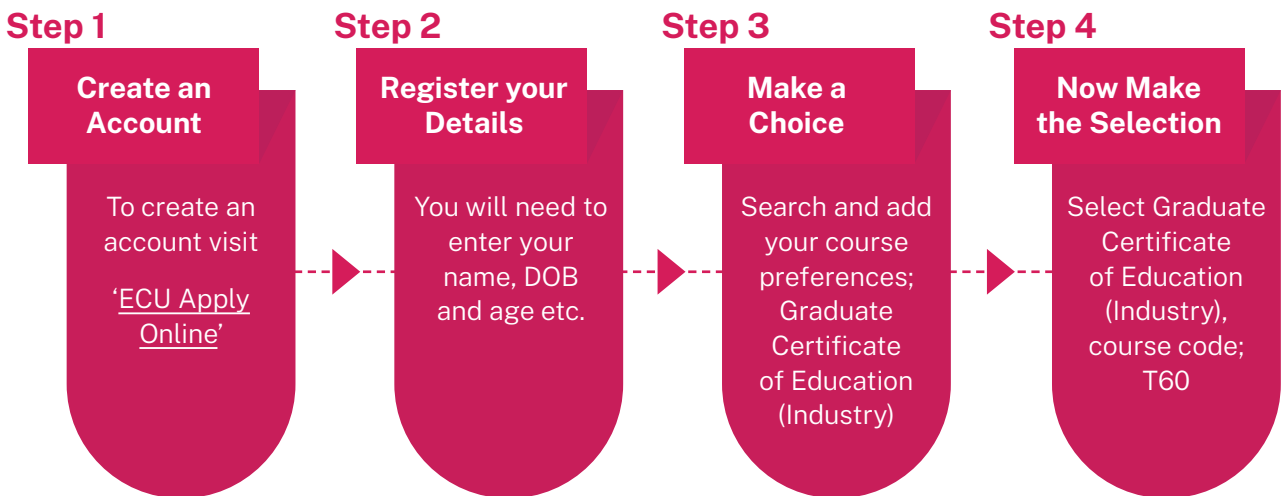 Step 1
Create an
Account
To create an
account visit
‘ECU Apply
Online’
Step 2
Register your
Details
You will need to
enter your
name, DOB
and age etc.
Step 3
Make a
Choice
Search and add
your course
preferences;
Graduate
Certificate
of Education
(Industry)
Step 4
Now Make
the Selection
Select Graduate
Certificate
of Education
(Industry),
course code;
T60